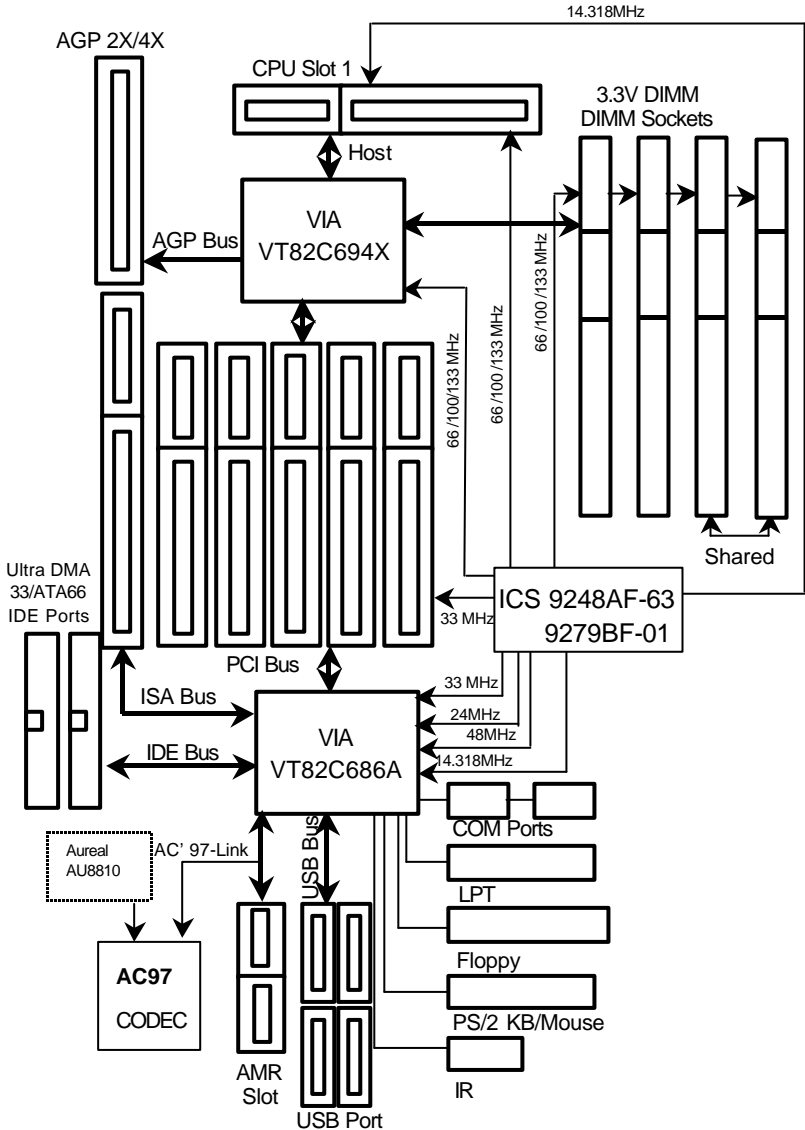 14.318MHz
AGP 2X/4X
CPU Slot 1
3.3V DIMM
DIMM Sockets
Host
VIA
VT82C694X
AGP Bus
66 /100/133 MHz
66 /100/133 MHz
66 /100/133 MHz
Shared
Ultra DMA
33/ATA66
IDE Ports
ICS 9248AF-63
9279BF-01
33 MHz
PCI Bus
ISA Bus
33 MHz
24MHz
48MHz
14.318MHz
VIA
VT82C686A
IDE Bus
COM Ports
Aureal
AU8810
AC' 97-Link
USB Bus
LPT
AC97
CODEC
Floppy
PS/2 KB/Mouse
AMR
Slot
IR
USB Port